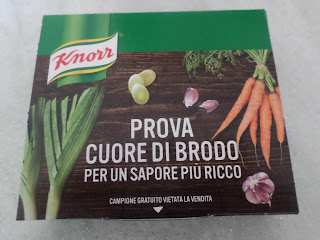 Knorr
PROVA
CUORE DI BRODO
PER UN SAPORE PIÙ RICCO
CAMPIONE GRATUITO VIETATA LA VENDITA